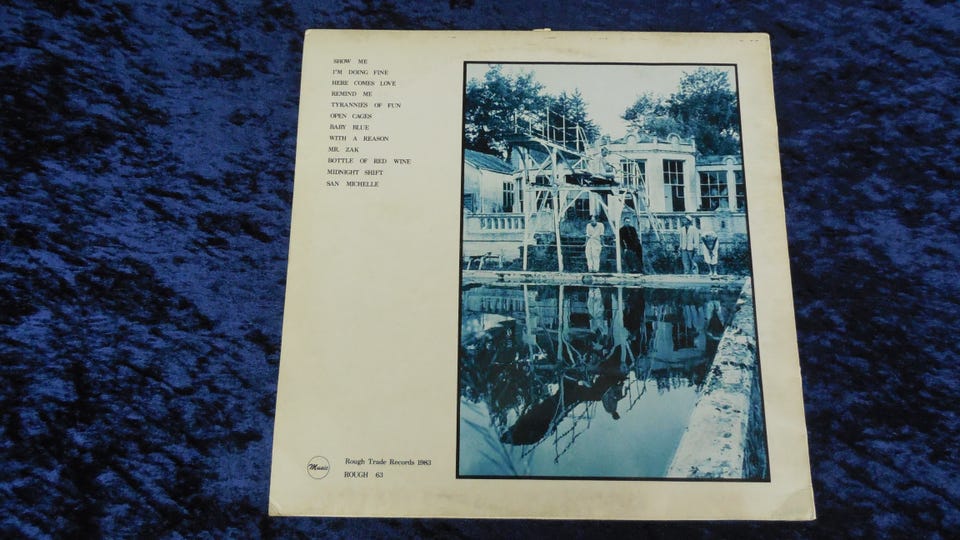 SHOW ME
I'M DOING FINE
HERE COMES LOVE
REMIND ME
TYRANNIES OF FUN
OPEN CAGES
BABY BLUE
WITH A REASON
MR. ZAK
BOTTLE OF RED WINE
MIDNIGHT SHIFT
SAN MICHELLE
Music
Rough Trade Records 1983
ROUGH 63